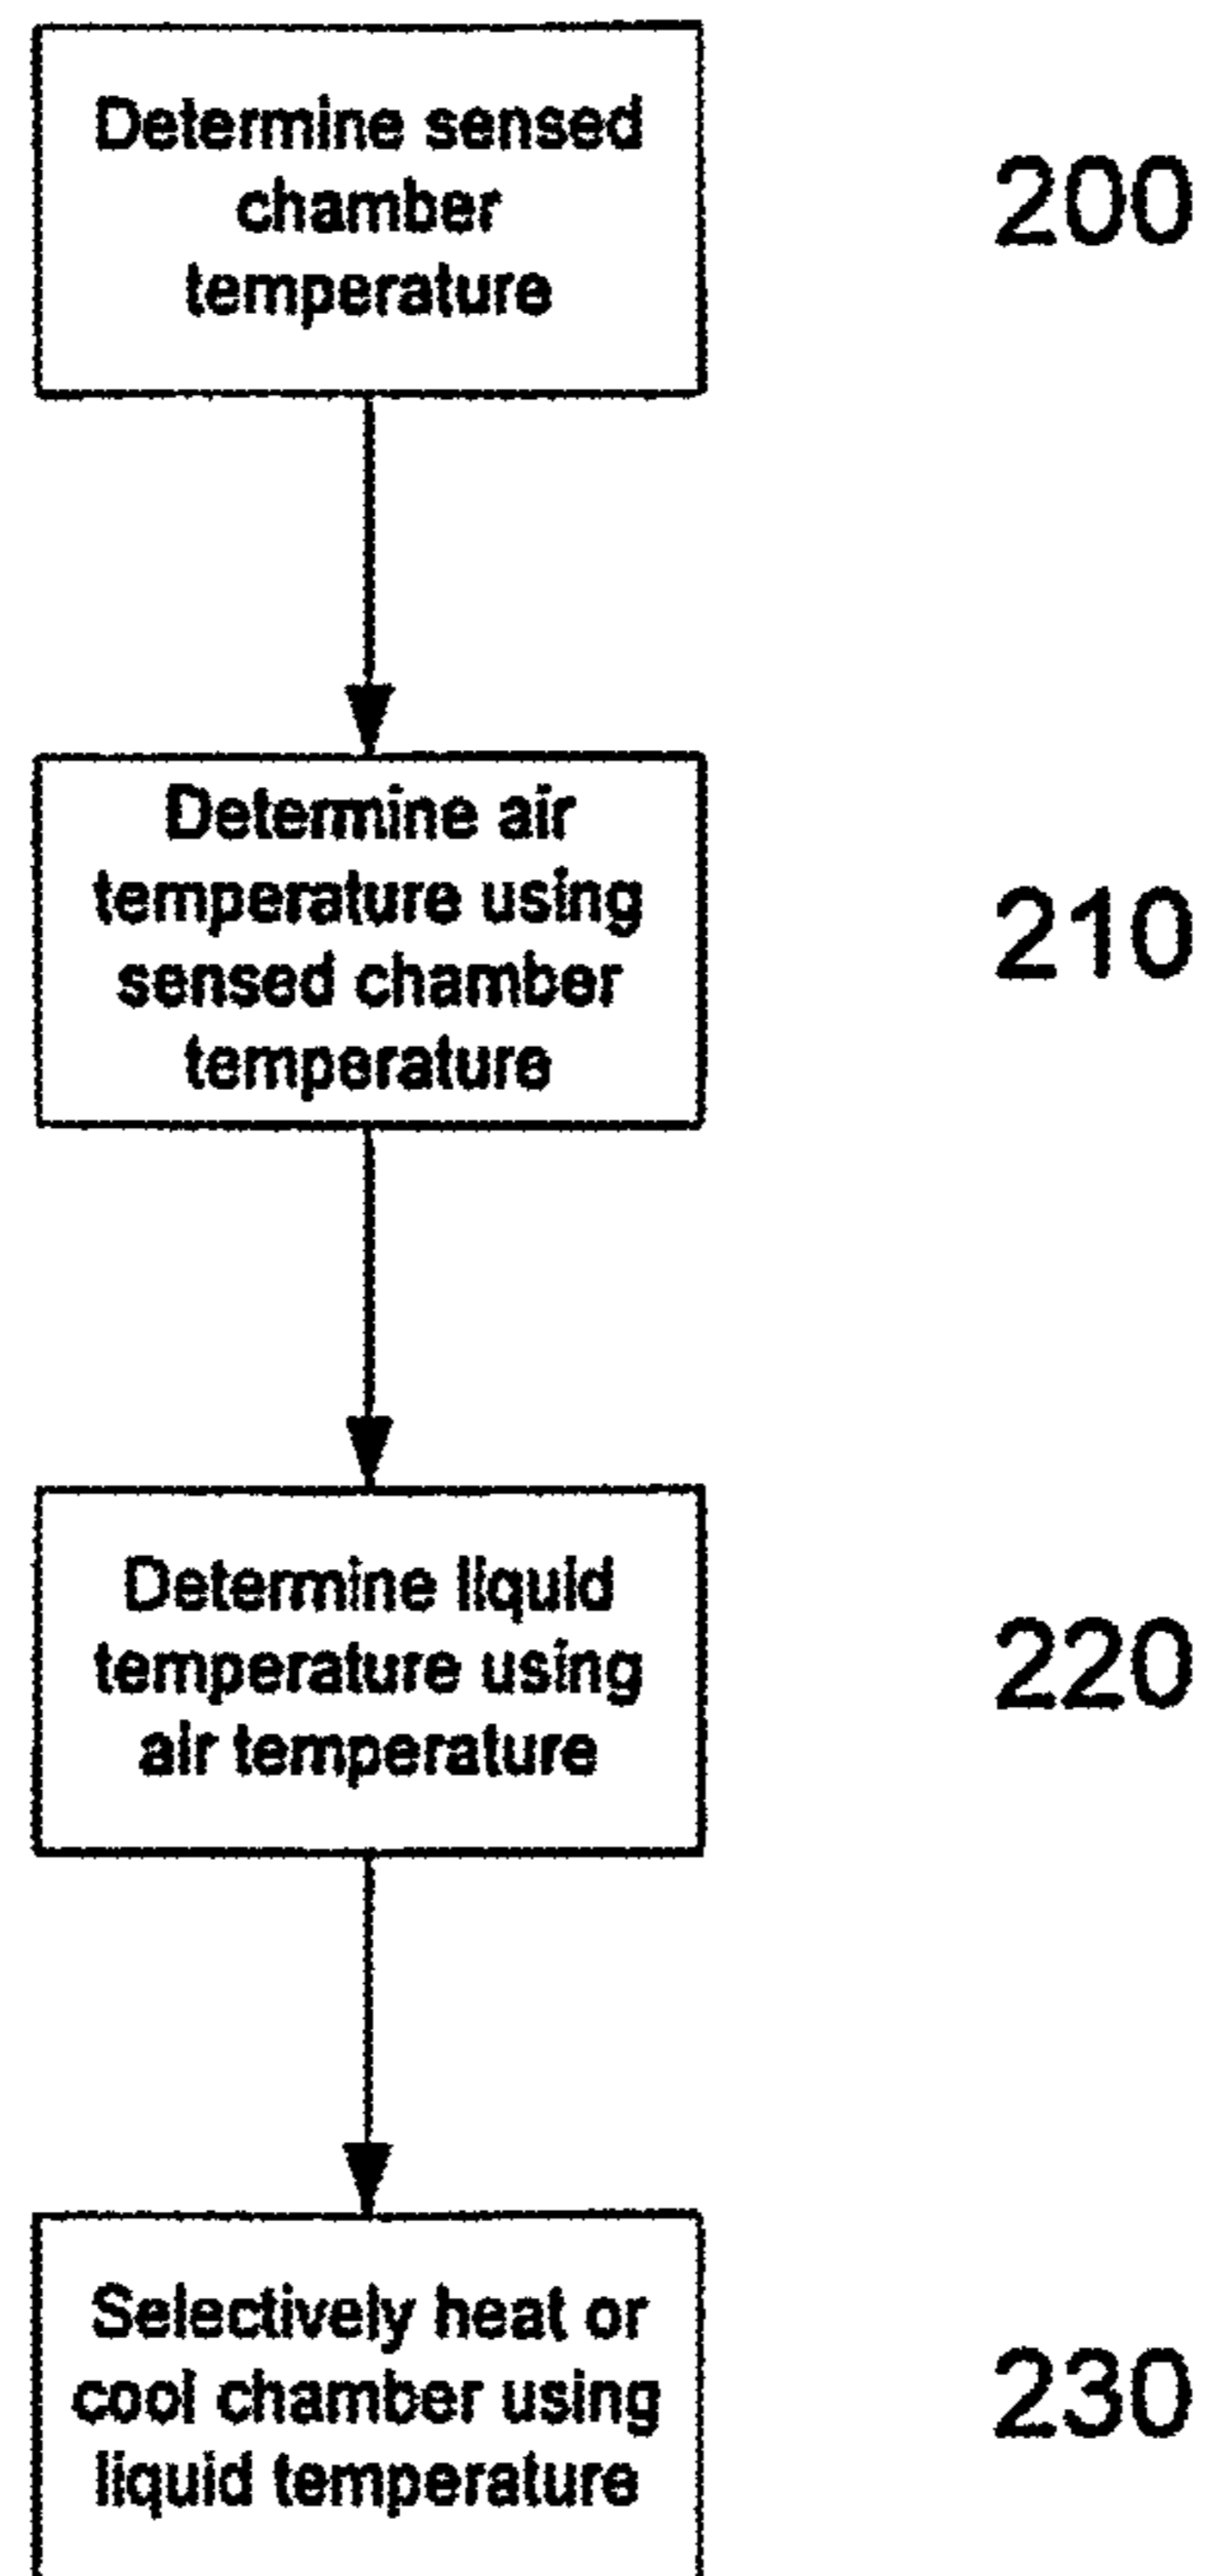 Determine sensed
chamber
temperature
200
Determine air
temperature using
sensed chamber
temperature
210
Determine liquid
temperature using
air temperature
220
Selectively heat or
cool chamber using
liquid temperature
230